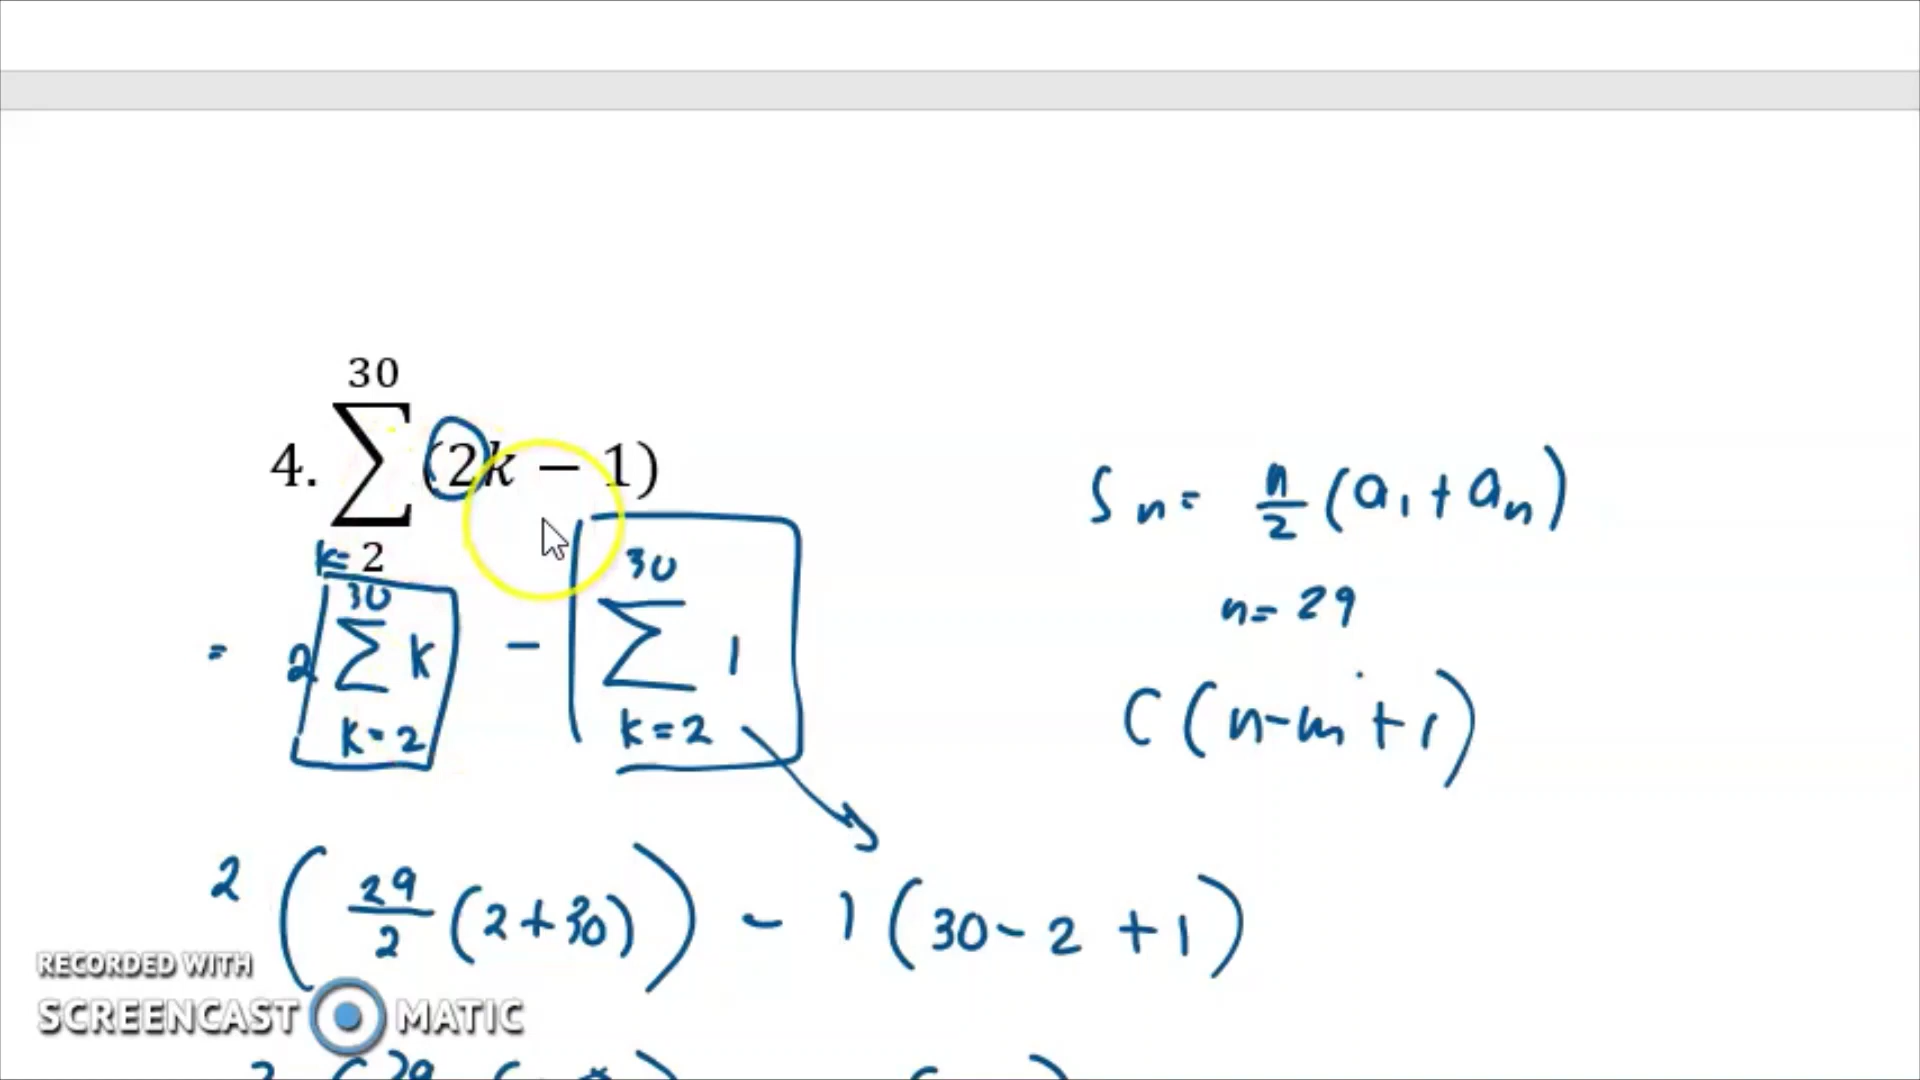 30
4. ∑ (2k − 1)
k= 2
30 30
= 2 ∑ k − ∑ 1
k=2 k=2
Sn= n/2 (a1 + an)
n= 29
C(n-m+1)
2 ( 29/2 (2+30) ) - 1 (30-2 +1)
RECORDED WITH
SCREENCAST MATIC